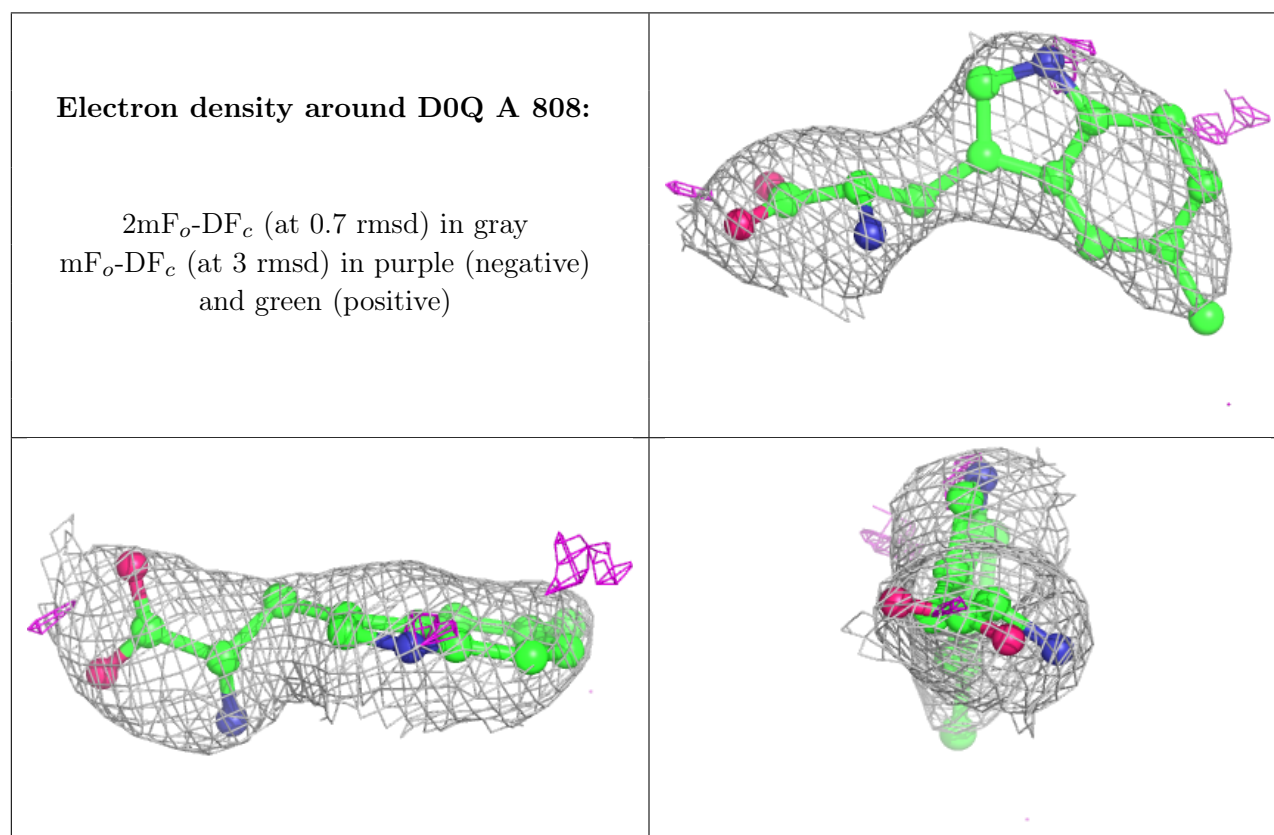 Electron density around D0Q A 808:
2mFo-DFc (at 0.7 rmsd) in gray
mFo-DFc (at 3 rmsd) in purple (negative)
and green (positive)